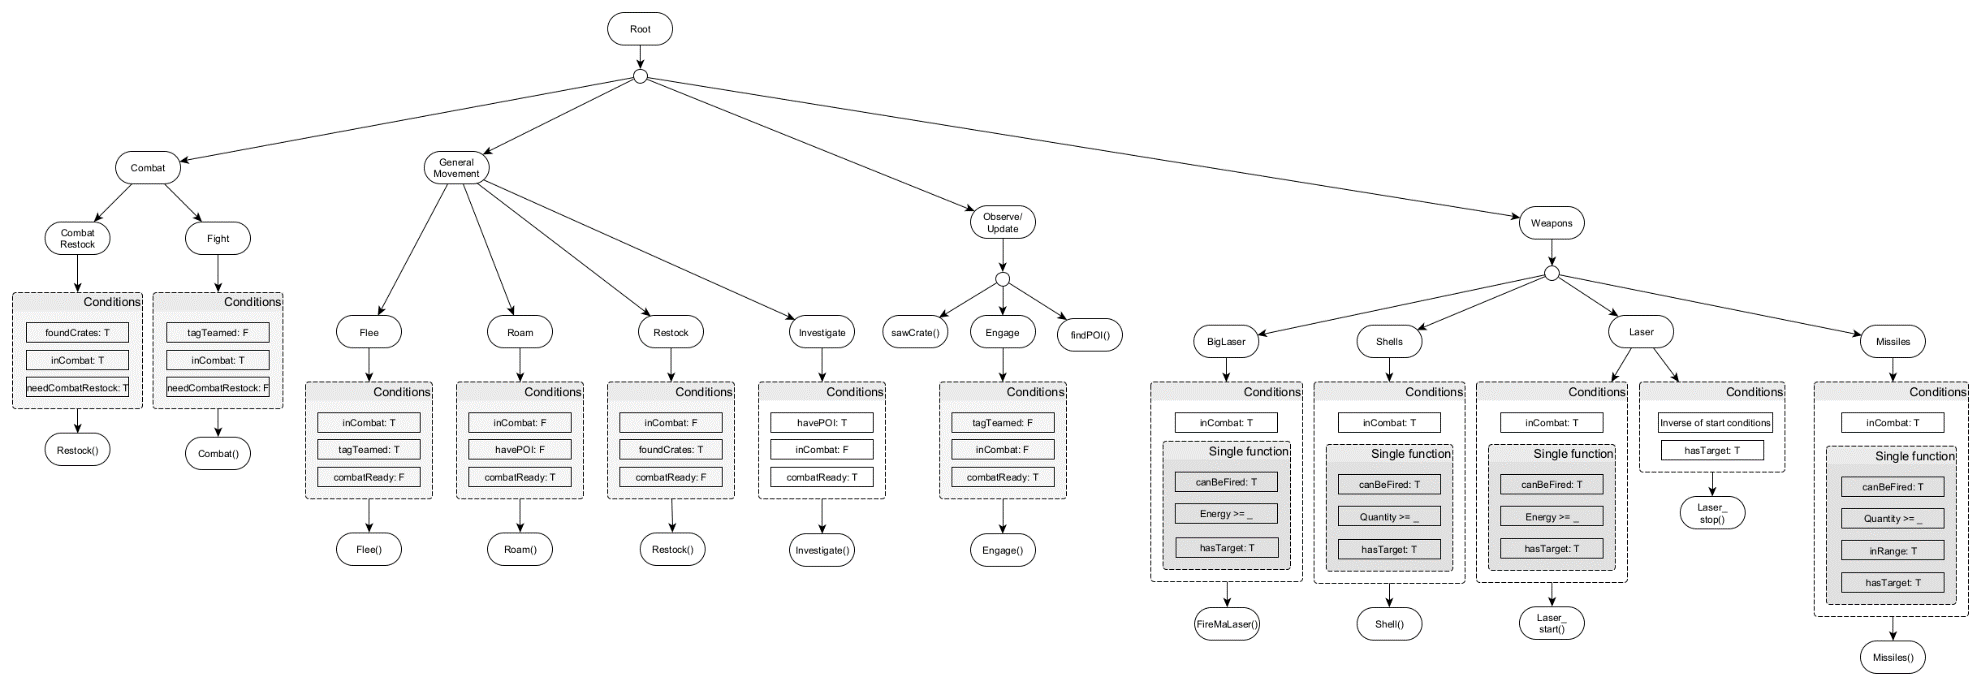 Root
Combat
General
Movement
Observe/
Update
Weapons
Combat
Restock
Fight
Conditions
foundCrates: T
inCombat: T
needCombatRestock: T
Restock()
Conditions
tagTeamed: F
inCombat: T
needCombatRestock: F
Combat()
Flee
Roam
Restock
Investigate
Conditions
inCombat: T
tagTeamed: T
combatReady: F
Flee()
Conditions
inCombat: F
havePOI: F
combatReady: T
Roam()
Conditions
inCombat: F
foundCrates: T
combatReady: F
Restock()
Conditions
havePOI: T
inCombat: F
combatReady: T
Investigate()
sawCrate()
Engage
findPOI()
Conditions
tagTeamed: F
inCombat: F
combatReady: T
Engage()
BigLaser
Shells
Laser
Missiles
Conditions
inCombat: T
Single function
canBeFired: T
Energy >= _
hasTarget: T
FireMaLaser()
Conditions
inCombat: T
Single function
canBeFired: T
Quantity >= _
hasTarget: T
Shell()
Conditions
inCombat: T
Single function
canBeFired: T
Energy >= _
hasTarget: T
Laser_
start()
Conditions
Inverse of start conditions
hasTarget: T
Laser_
stop()
Conditions
inCombat: T
Single function
canBeFired: T
Quantity >= _
inRange: T
hasTarget: T
Missiles()